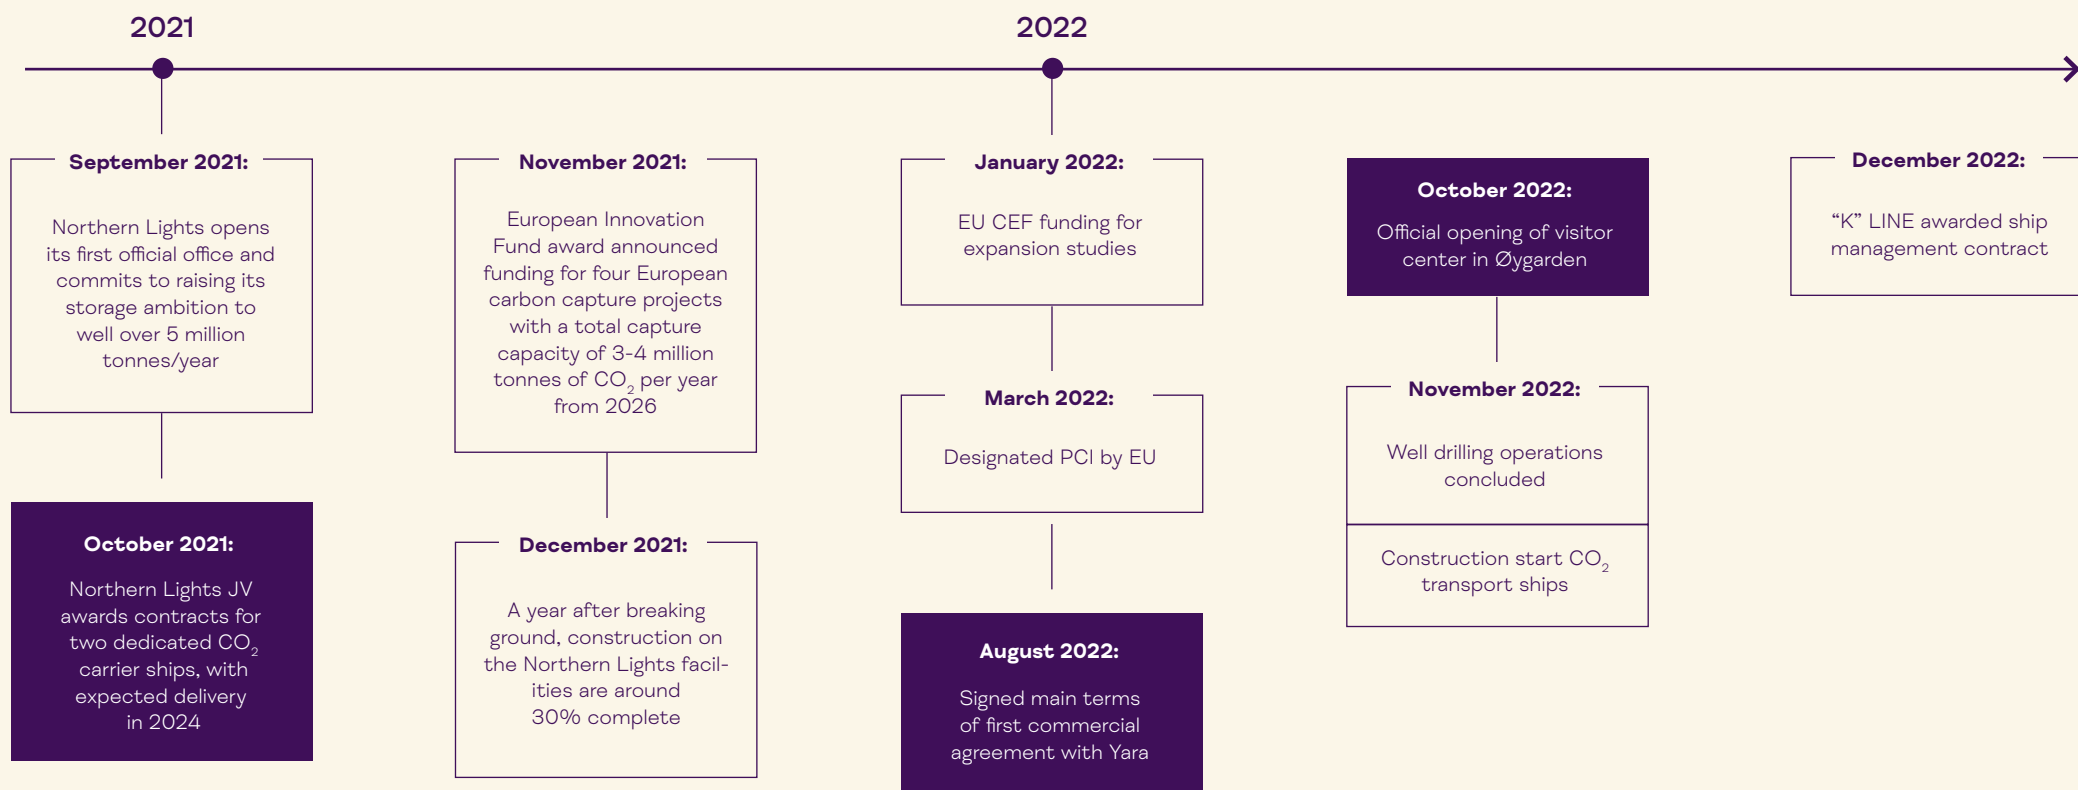 2021
2022
September 2021:
Northern Lights opens
its first official office and
commits to raising its
storage ambition to
well over 5 million
tonnes/year
October 2021:
Northern Lights JV
awards contracts for
two dedicated CO₂
carrier ships, with
expected delivery
in 2024
November 2021:
European Innovation
Fund award announced
funding for four European
carbon capture projects
with a total capture
capacity of 3-4 million
tonnes of CO₂ per year
from 2026
December 2021:
A year after breaking
ground, construction on
the Northern Lights facil-
ities are around
30% complete
January 2022:
EU CEF funding for
expansion studies
March 2022:
Designated PCI by EU
August 2022:
Signed main terms
of first commercial
agreement with Yara
October 2022:
Official opening of visitor
center in Øygarden
November 2022:
Well drilling operations
concluded
Construction start CO₂
transport ships
December 2022:
“K” LINE awarded ship
management contract